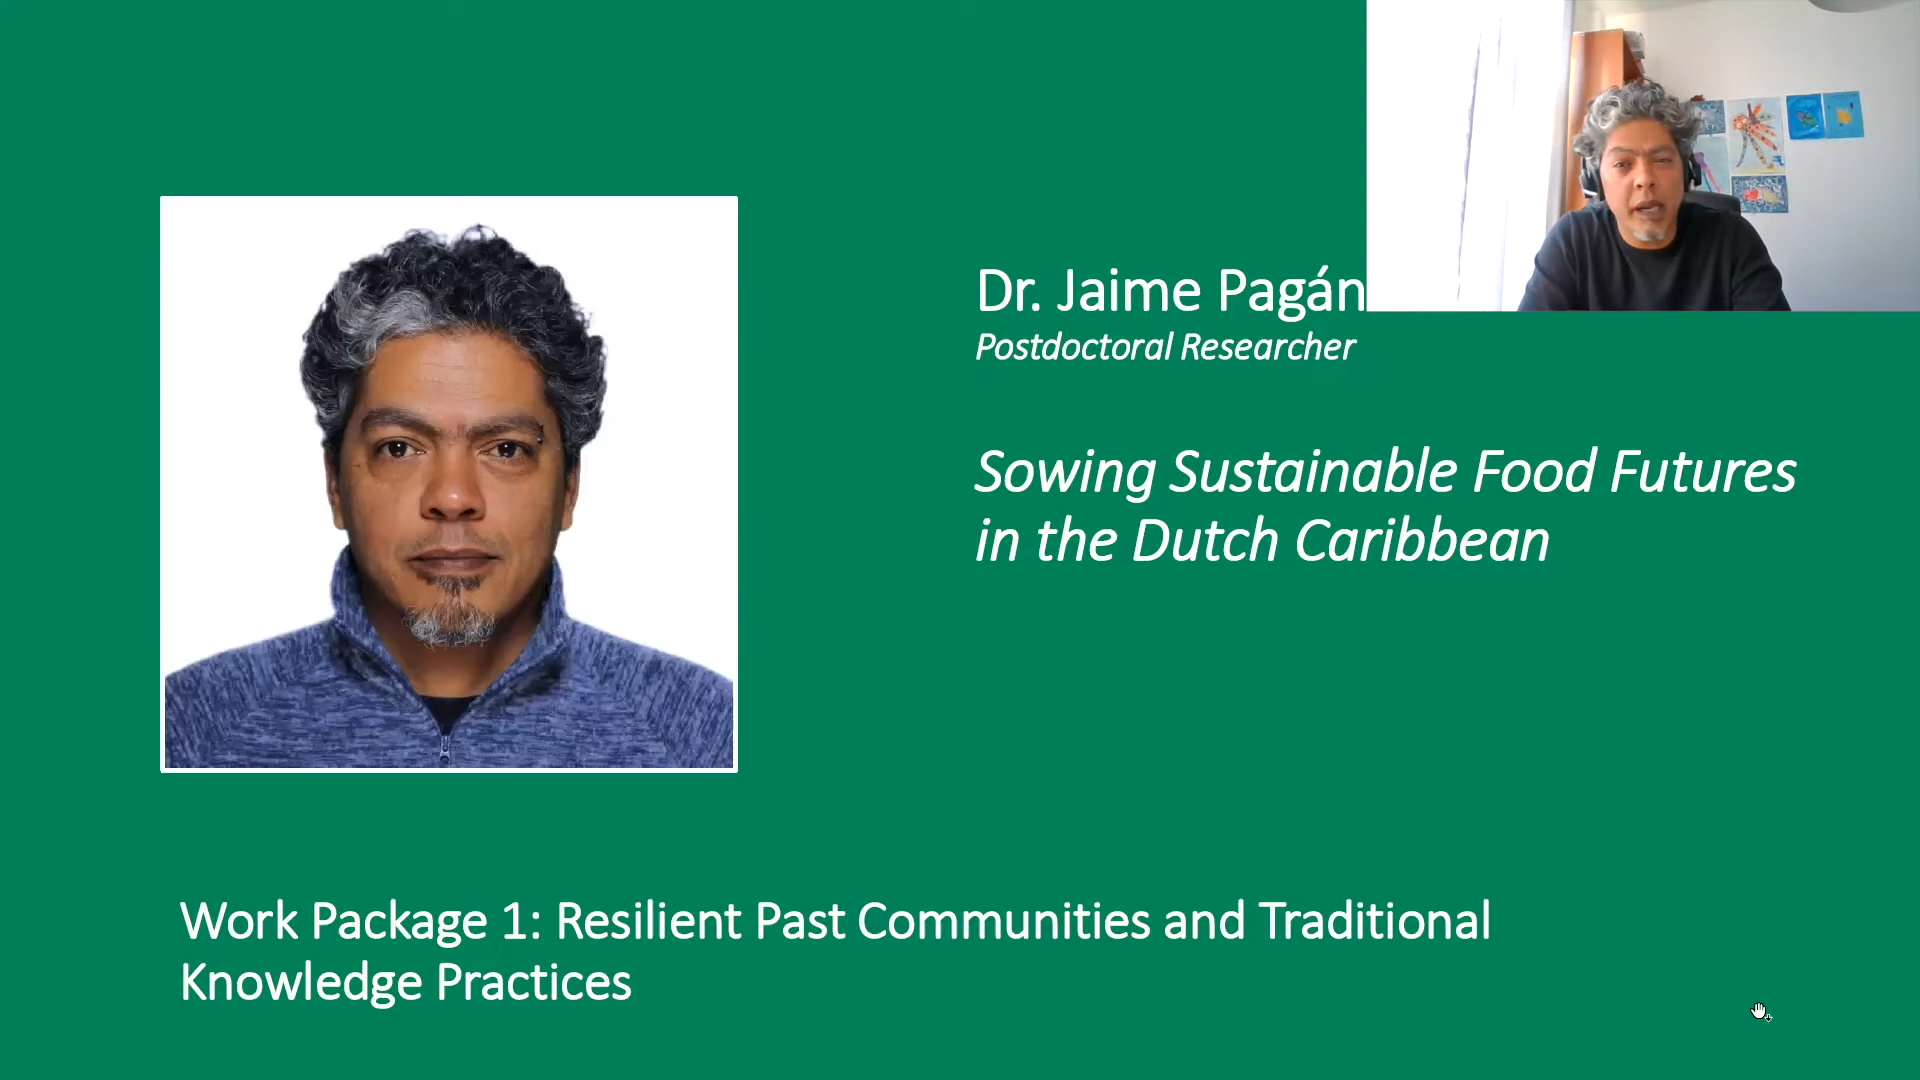 Dr. Jaime Pagán
Postdoctoral Researcher
Sowing Sustainable Food Futures
in the Dutch Caribbean
Work Package 1: Resilient Past Communities and Traditional
Knowledge Practices